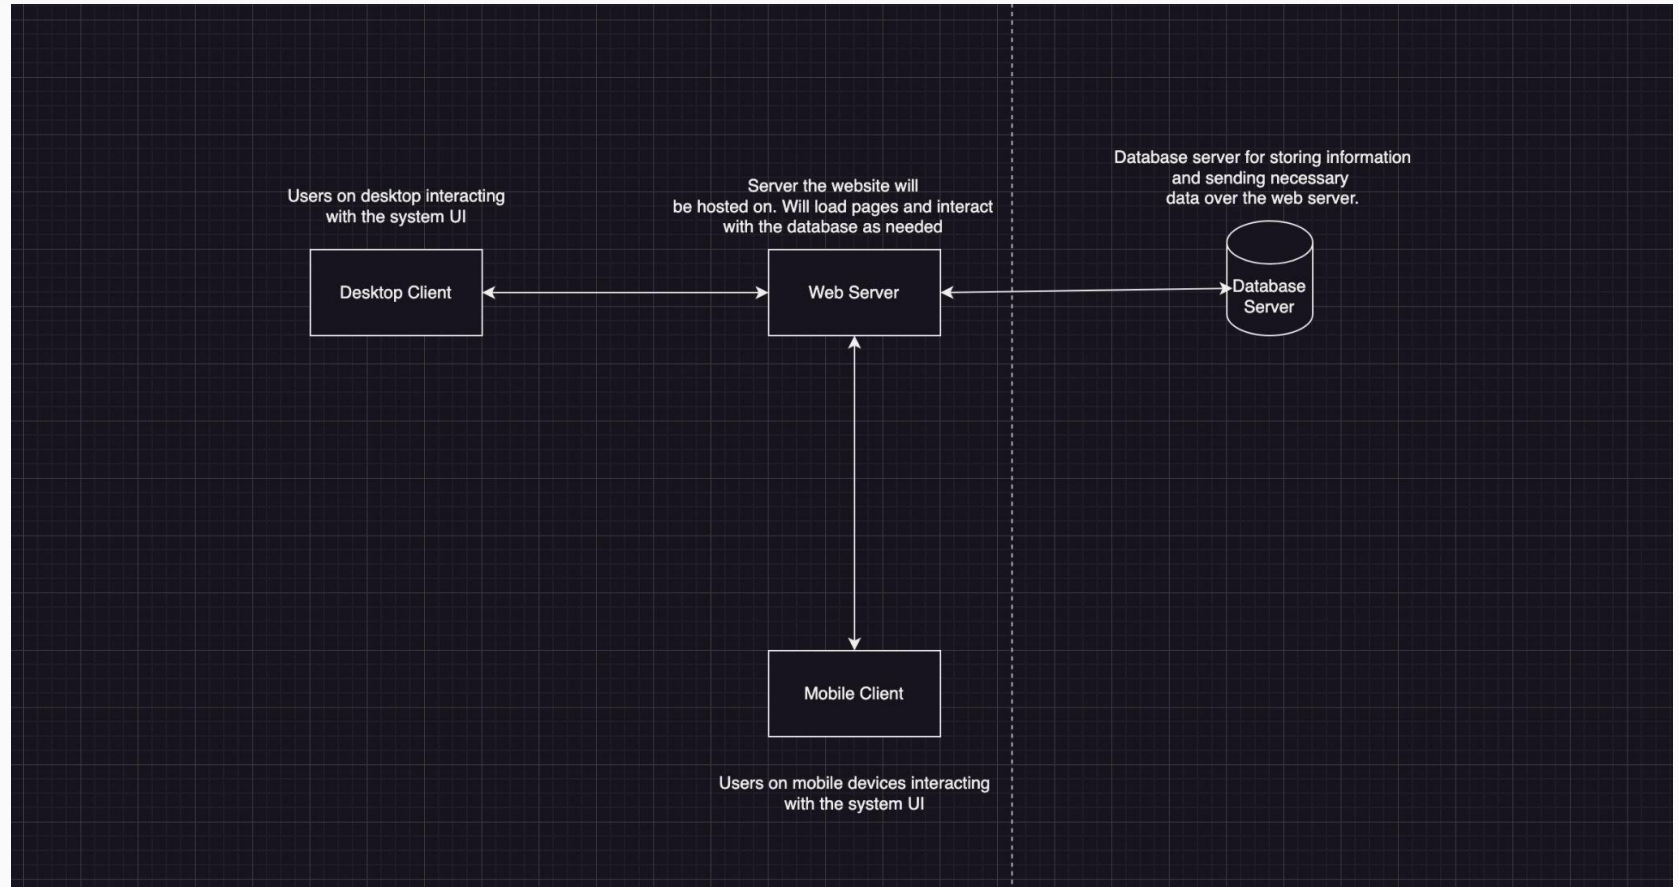 Users on desktop interacting
with the system UI
Desktop Client
Server the website will
be hosted on. Will load pages and interact
with the database as needed
Web Server
Database server for storing information
and sending necessary
data over the web server.
Database
Server
Mobile Client
Users on mobile devices interacting
with the system UI